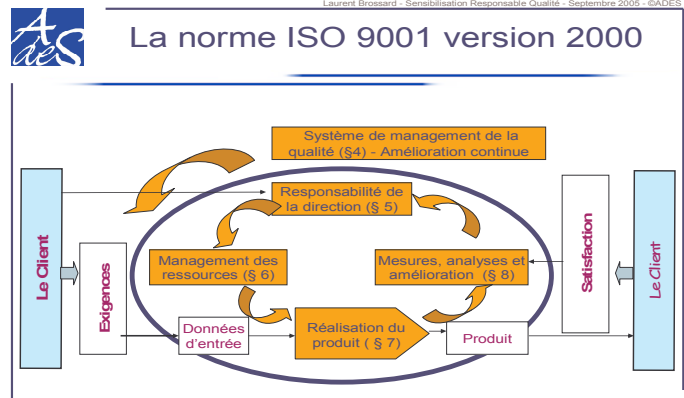 Laurent Brossard - Sensibilisation Responsable Qualité - Septembre 2005 - ©ADES
AdeS
La norme ISO 9001 version 2000
Système de management de la
qualité (§4) - Amélioration continue
Responsabilité de
la direction (§ 5)
Management des
ressources (§ 6)
Mesures, analyses et
amélioration (§ 8)
Le Client
Exigences
Données
d'entrée
Réalisation du
produit ( § 7)
Produit
Satisfaction
Le Client